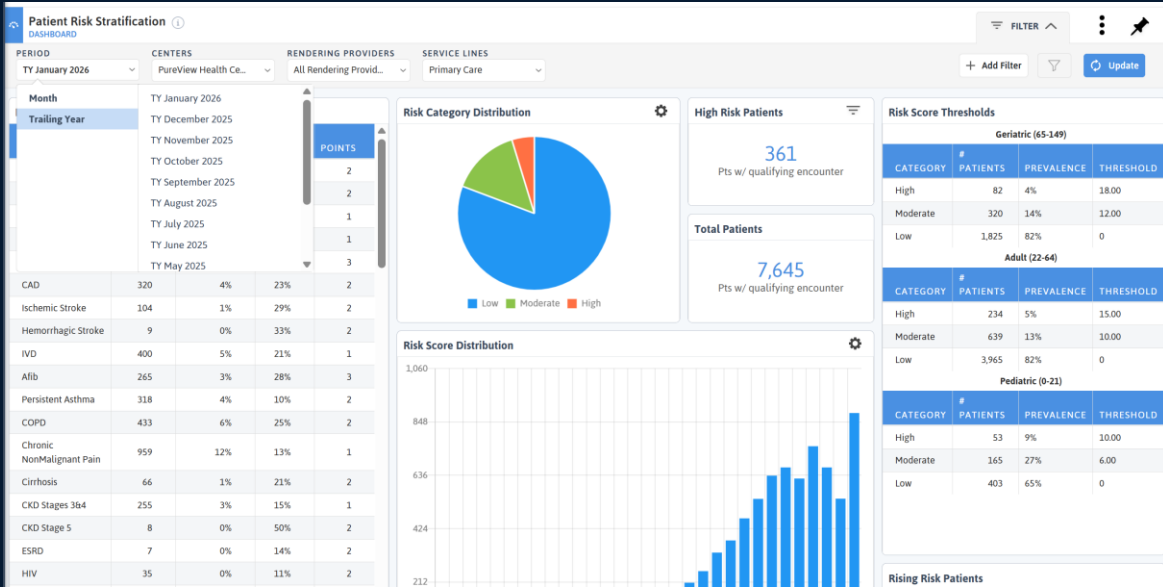 Patient Risk Stratification
DASHBOARD
FILTER
PERIOD
CENTERS
RENDERING PROVIDERS
SERVICE LINES
TY January 2026
PureView Health Ce...
All Rendering Provid...
Primary Care
+ Add Filter
Update
Month
Trailing Year
TY January 2026
TY December 2025
TY November 2025
TY October 2025
TY September 2025
TY August 2025
TY July 2025
TY June 2025
TY May 2025
POINTS
2
2
1
1
3
CAD 320 4% 23% 2
Ischemic Stroke 104 1% 29% 2
Hemorrhagic Stroke 9 0% 33% 2
IVD 400 5% 21% 1
Afib 265 3% 28% 3
Persistent Asthma 318 4% 10% 2
COPD 433 6% 25% 2
Chronic
NonMalignant Pain 959 12% 13% 1
Cirrhosis 66 1% 21% 2
CKD Stages 3&4 255 3% 15% 1
CKD Stage 5 8 0% 50% 2
ESRD 7 0% 14% 2
HIV 35 0% 11% 2
Risk Category Distribution
Low Moderate High
High Risk Patients
361
Pts w/ qualifying encounter
Total Patients
7,645
Pts w/ qualifying encounter
Risk Score Distribution
1,060
848
636
424
212
Risk Score Thresholds
Geriatric (65-149)
CATEGORY # PATIENTS PREVALENCE THRESHOLD
High 82 4% 18.00
Moderate 320 14% 12.00
Low 1,825 82% 0
Adult (22-64)
CATEGORY # PATIENTS PREVALENCE THRESHOLD
High 234 5% 15.00
Moderate 639 13% 10.00
Low 3,965 82% 0
Pediatric (0-21)
CATEGORY # PATIENTS PREVALENCE THRESHOLD
High 53 9% 10.00
Moderate 165 27% 6.00
Low 403 65% 0
Rising Risk Patients